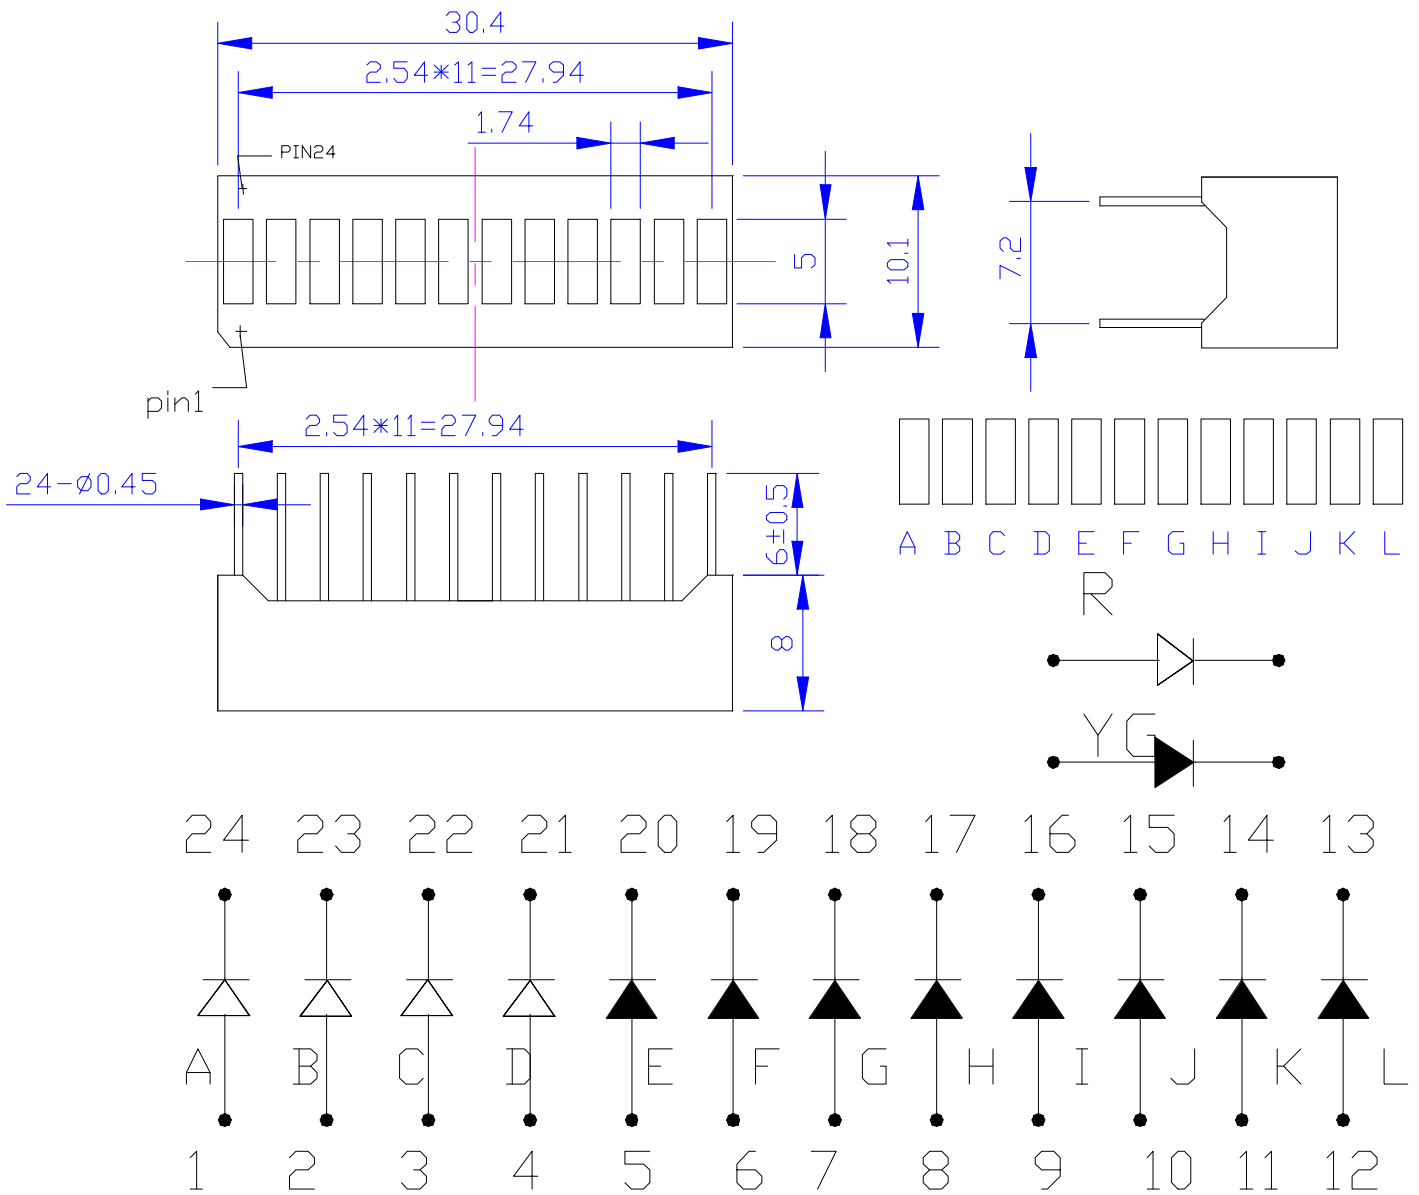 30.4
2.54*11=27.94
1.74
PIN24
5
10.1
7.2
pin1
2.54*11=27.94
24-ø0.45
6±0.5
8
A B C D E F G H I J K L
R
YG
24 23 22 21 20 19 18 17 16 15 14 13
A B C D E F G H I J K L
1 2 3 4 5 6 7 8 9 10 11 12